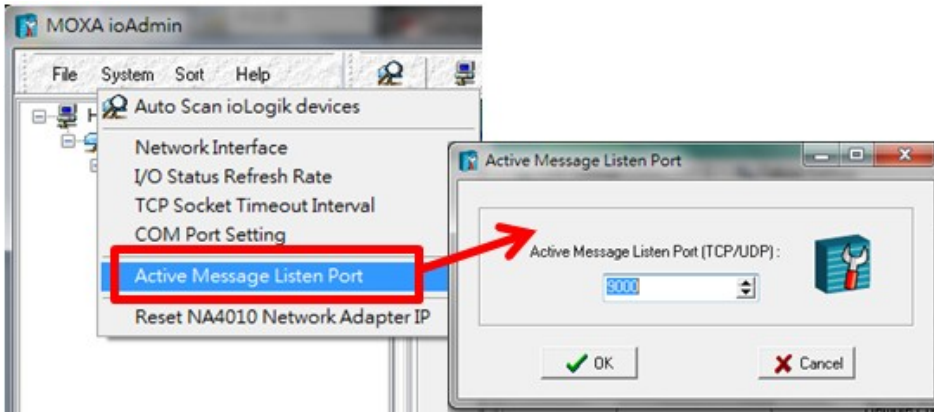 MOXA ioAdmin
File System Sort Help
Auto Scan ioLogik devices
Network Interface
I/O Status Refresh Rate
TCP Socket Timeout Interval
COM Port Setting
Active Message Listen Port
Reset NA4010 Network Adapter IP
Active Message Listen Port
Active Message Listen Port (TCP/UDP) :
9000
OK
Cancel